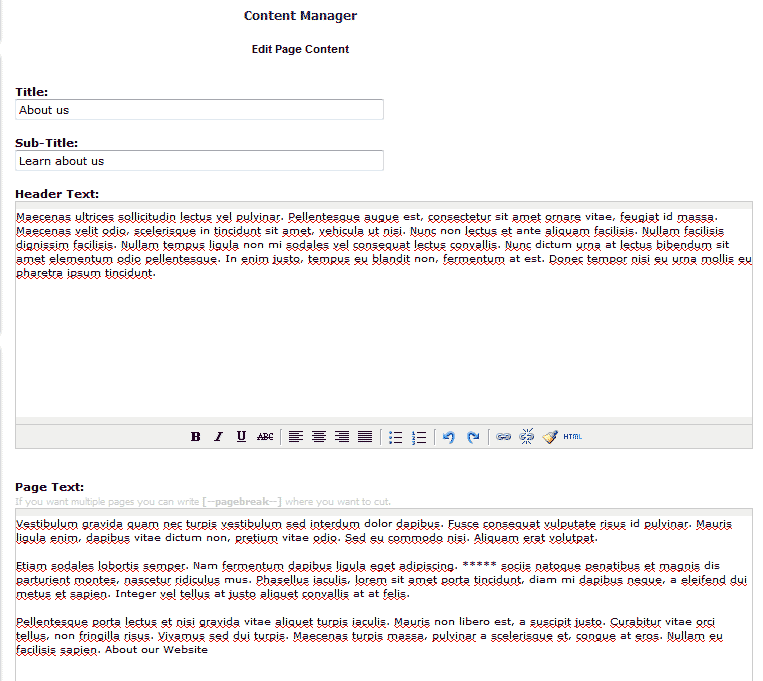 Content Manager
Edit Page Content
Title:
About us
Sub-Title:
Learn about us
Header Text:
Maecenas ultrices sollicitudin lectus vel pulvinar. Pellentesque augue est, consectetur sit amet ornare vitae, feugiat id massa.
Maecenas velit odio, scelerisque in tincidunt sit amet, vehicula ut nisi. Nunc non lectus et ante aliquam facilisis. Nullam facilisis
dignissim facilisis. Nullam tempus ligula non mi sodales vel consequat lectus convallis. Nunc dictum urna at lectus bibendum sit
amet elementum odio pellentesque. In enim justo, tempus eu blandit non, fermentum at est. Donec tempor nisi eu urna mollis eu
pharetra ipsum tincidunt.
B I U ABC HTML
Page Text:
If you want multiple pages you can write [--pagebreak--] where you want to cut.
Vestibulum gravida quam nec turpis vestibulum sed interdum dolor dapibus. Fusce consequat vulputate risus id pulvinar. Mauris
ligula enim, dapibus vitae dictum non, pretium vitae odio. Sed eu commodo nisi. Aliquam erat volutpat.
Etiam sodales lobortis semper. Nam fermentum dapibus ligula eget adipiscing. ***** sociis natoque penatibus et magnis dis
parturient montes, nascetur ridiculus mus. Phasellus iaculis, lorem sit amet porta tincidunt, diam mi dapibus neque, a eleifend dui
metus et sapien. Integer vel tellus at justo aliquet convallis at at felis.
Pellentesque porta lectus et nisi gravida vitae aliquet turpis iaculis. Mauris non libero est, a suscipit justo. Curabitur vitae orci
tellus, non fringilla risus. Vivamus sed dui turpis. Maecenas turpis massa, pulvinar a scelerisque et, congue at eros. Nullam eu
facilisis sapien. About our Website